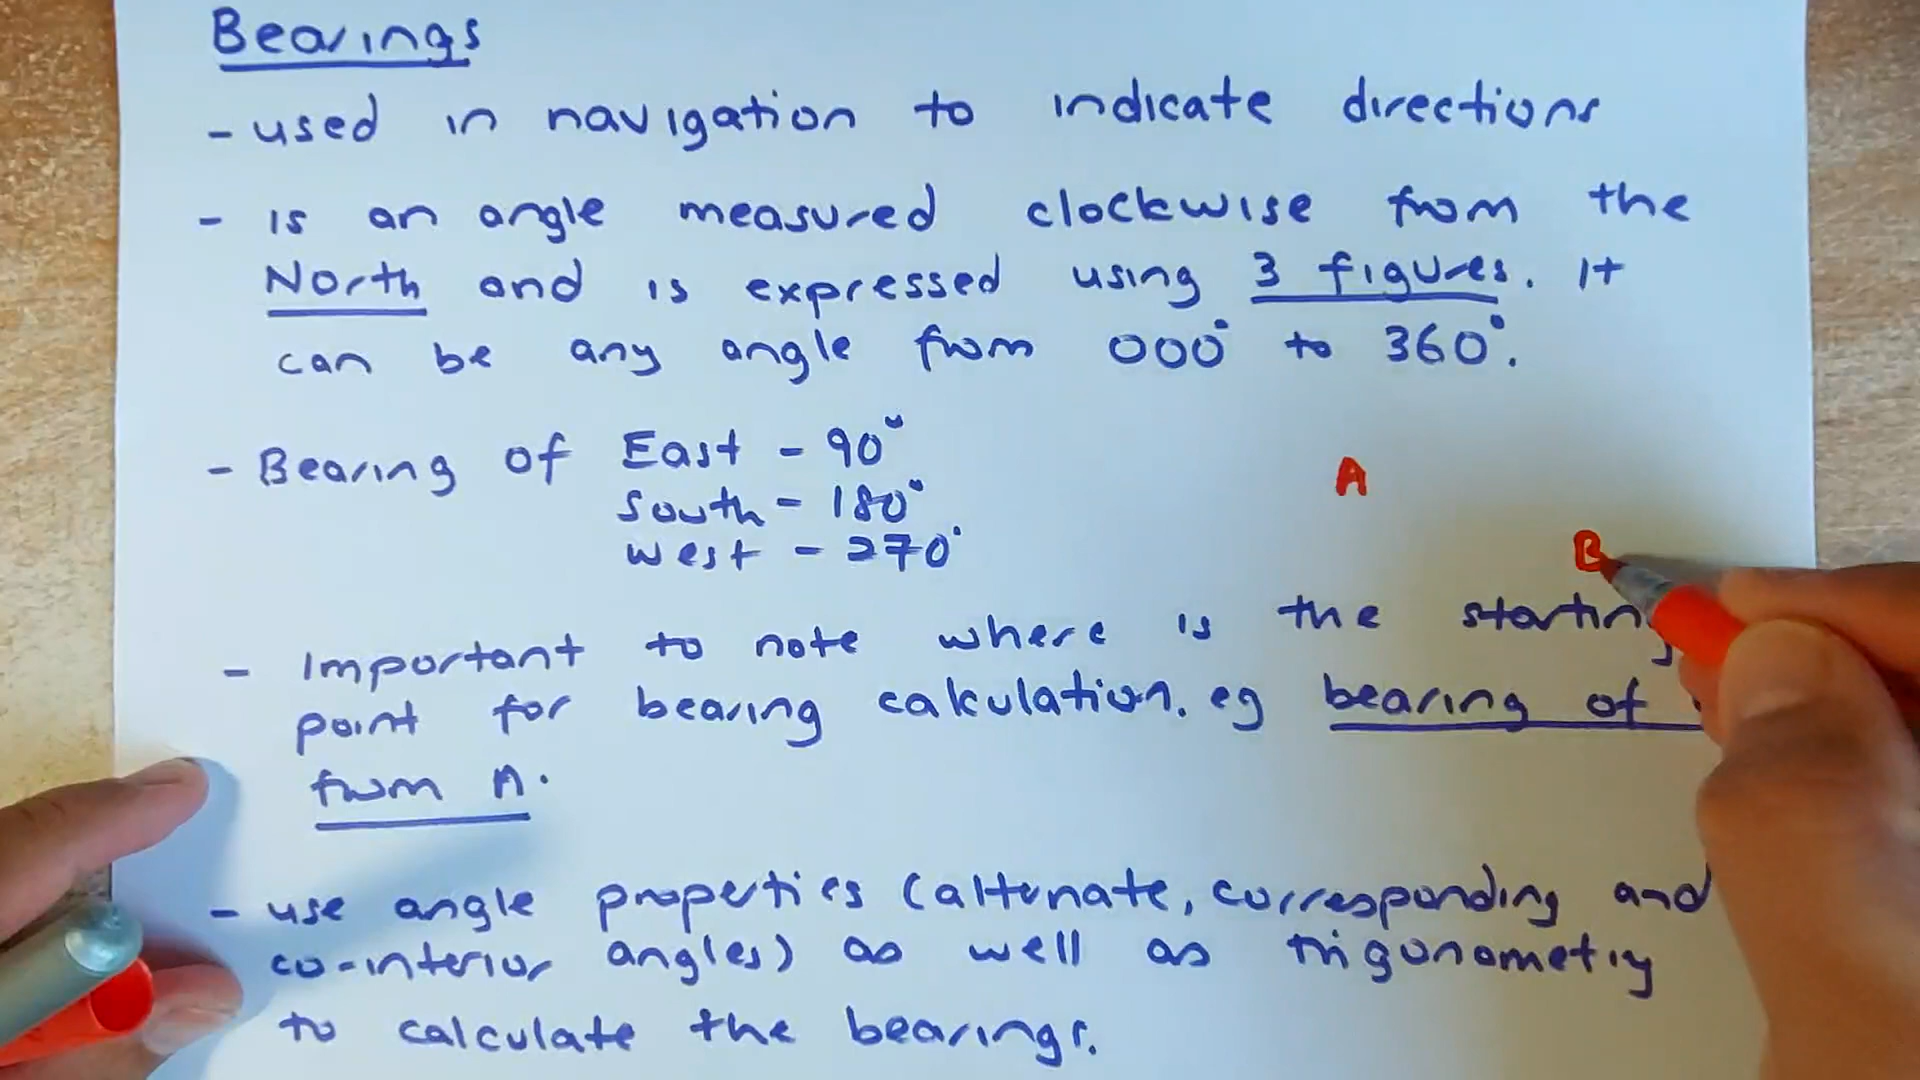 Bearings
- used in navigation to indicate directions
- is an angle measured clockwise from the
North and is expressed using 3 figures. It
can be any angle from 000° to 360°.
- Bearing of East - 90°
South - 180°
West - 270°
A
B
- Important to note where is the starting
point for bearing calculation. eg bearing of
from A.
- use angle properties (alternate, corresponding and
co-interior angles) as well as trigonometry
to calculate the bearings.